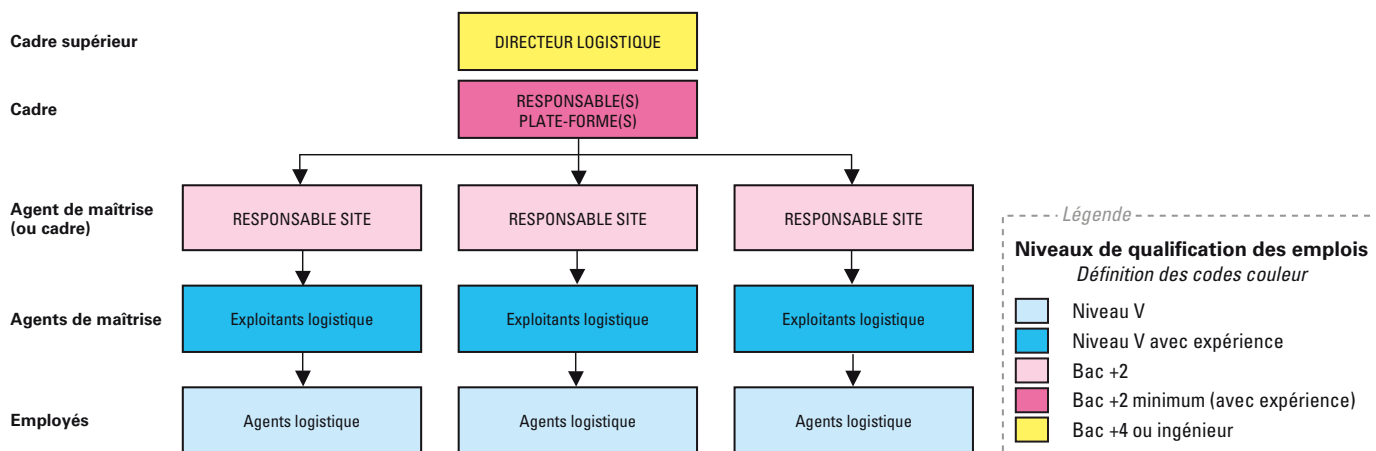 Cadre supérieur
DIRECTEUR LOGISTIQUE
Cadre
RESPONSABLE(S)
PLATE-FORME(S)
Agent de maîtrise
(ou cadre)
RESPONSABLE SITE
RESPONSABLE SITE
RESPONSABLE SITE
Agents de maîtrise
Exploitants logistique
Exploitants logistique
Exploitants logistique
Employés
Agents logistique
Agents logistique
Agents logistique
Légende
Niveaux de qualification des emplois
Définition des codes couleur
Niveau V
Niveau V avec expérience
Bac +2
Bac +2 minimum (avec expérience)
Bac +4 ou ingénieur